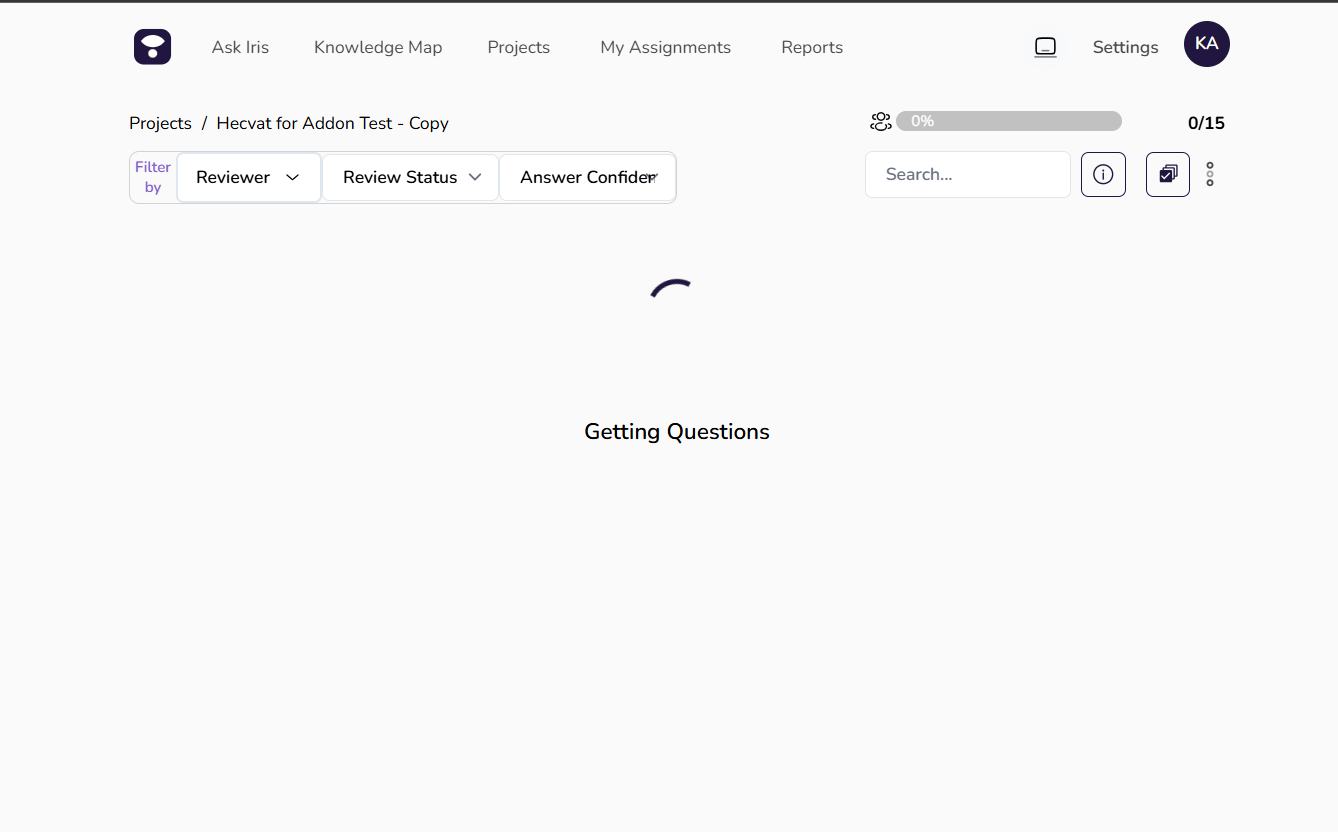 Ask Iris
Knowledge Map
Projects
My Assignments
Reports
Settings
KA
Projects / Hecvat for Addon Test - Copy
0%
0/15
Filter
by
Reviewer
Review Status
Answer Confiden
Search...
Getting Questions